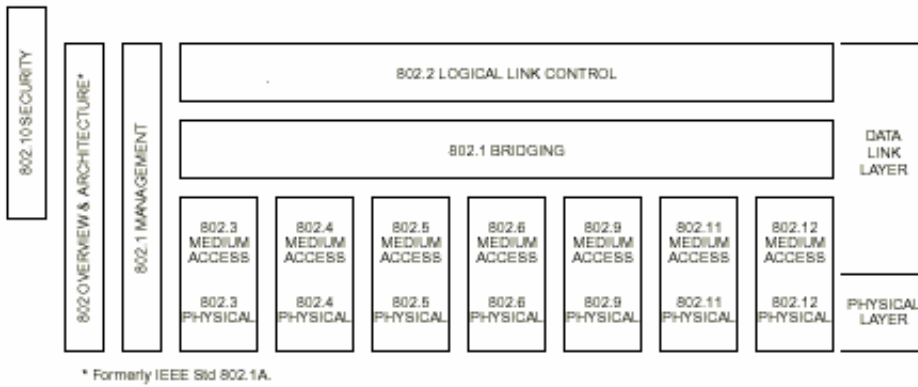 802.10 SECURITY
802 OVERVIEW & ARCHITECTURE*
802.1 MANAGEMENT
802.2 LOGICAL LINK CONTROL
802.1 BRIDGING
DATA
LINK
LAYER
802.3
MEDIUM
ACCESS
802.3
PHYSICAL
802.4
MEDIUM
ACCESS
802.4
PHYSICAL
802.5
MEDIUM
ACCESS
802.5
PHYSICAL
802.6
MEDIUM
ACCESS
802.6
PHYSICAL
802.9
MEDIUM
ACCESS
802.9
PHYSICAL
802.11
MEDIUM
ACCESS
802.11
PHYSICAL
802.12
MEDIUM
ACCESS
802.12
PHYSICAL
PHYSICAL
LAYER
* Formerly IEEE Std 802.1A.